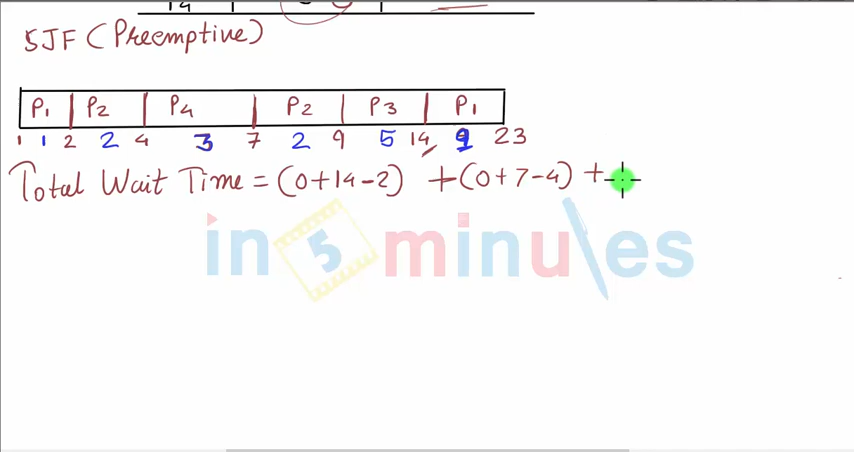 SJF (Preemptive)
P1 | P2 | P4 | P2 | P3 | P1
1 1 2 2 4 3 7 2 9 5 14 9 23
Total Wait Time = (0+14-2) + (0+7-4) +
in 5 minutes